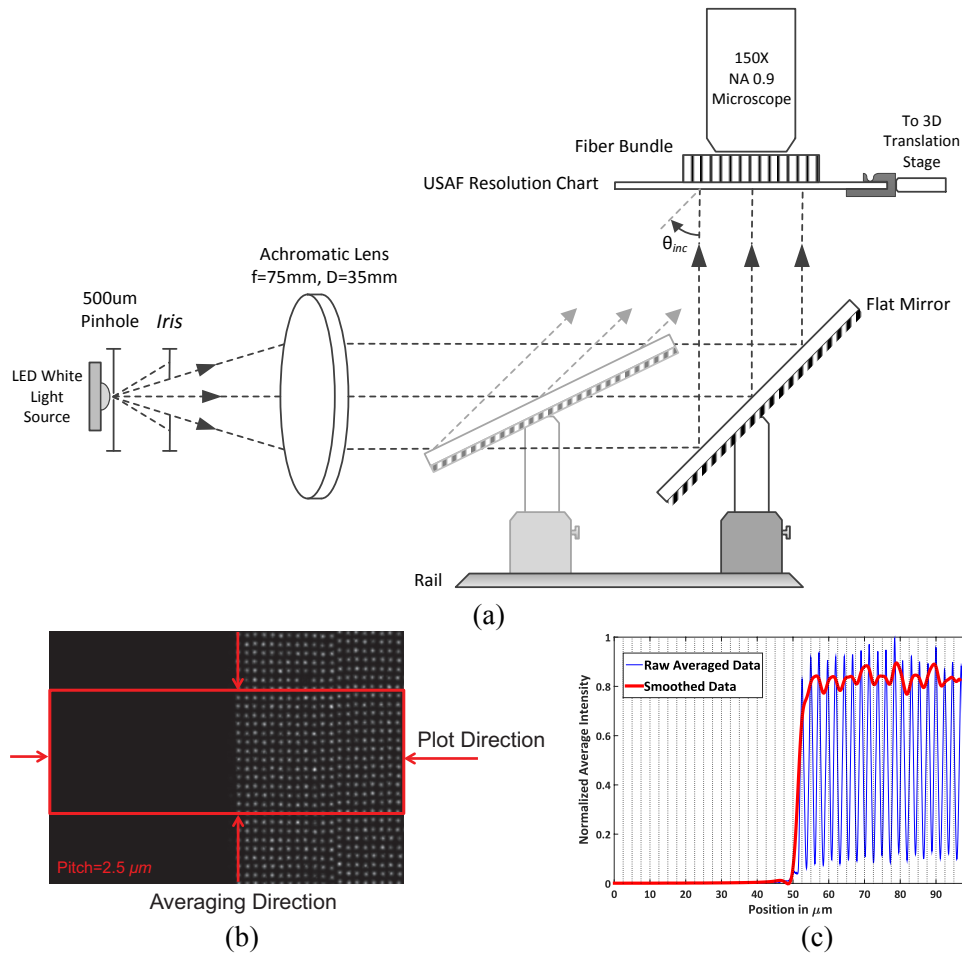 150X
NA 0.9
Microscope
To 3D
Translation
Stage
Fiber Bundle
USAF Resolution Chart
θinc
Achromatic Lens
f=75mm, D=35mm
500um
Pinhole
Iris
Flat Mirror
LED White
Light
Source
Rail
(a)
Plot Direction
Pitch=2.5 μm
Averaging Direction
(b)
1
0.8
0.6
0.4
0.2
0
Normalized Average Intensity
Raw Averaged Data
Smoothed Data
0 10 20 30 40 50 60 70 80 90
Position in μm
(c)